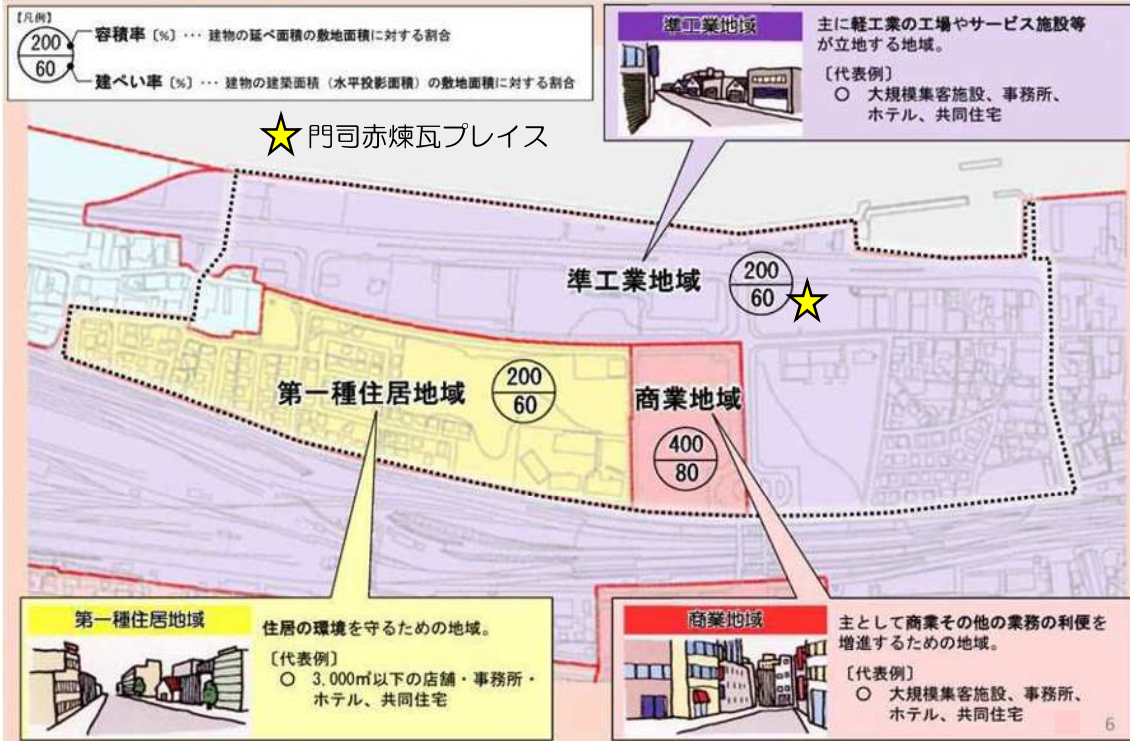 【凡例】
200
60
容積率〔%〕… 建物の延べ面積の敷地面積に対する割合
建ぺい率〔%〕… 建物の建築面積（水平投影面積）の敷地面積に対する割合
門司赤煉瓦プレイス
準工業地域
主に軽工業の工場やサービス施設等
が立地する地域。
〔代表例〕
○ 大規模集客施設、事務所、
ホテル、共同住宅
準工業地域
200
60
第一種住居地域
200
60
商業地域
400
80
第一種住居地域
住居の環境を守るための地域。
〔代表例〕
○ 3,000㎡以下の店舗・事務所・
ホテル、共同住宅
商業地域
主として商業その他の業務の利便を
増進するための地域。
〔代表例〕
○ 大規模集客施設、事務所、
ホテル、共同住宅
6